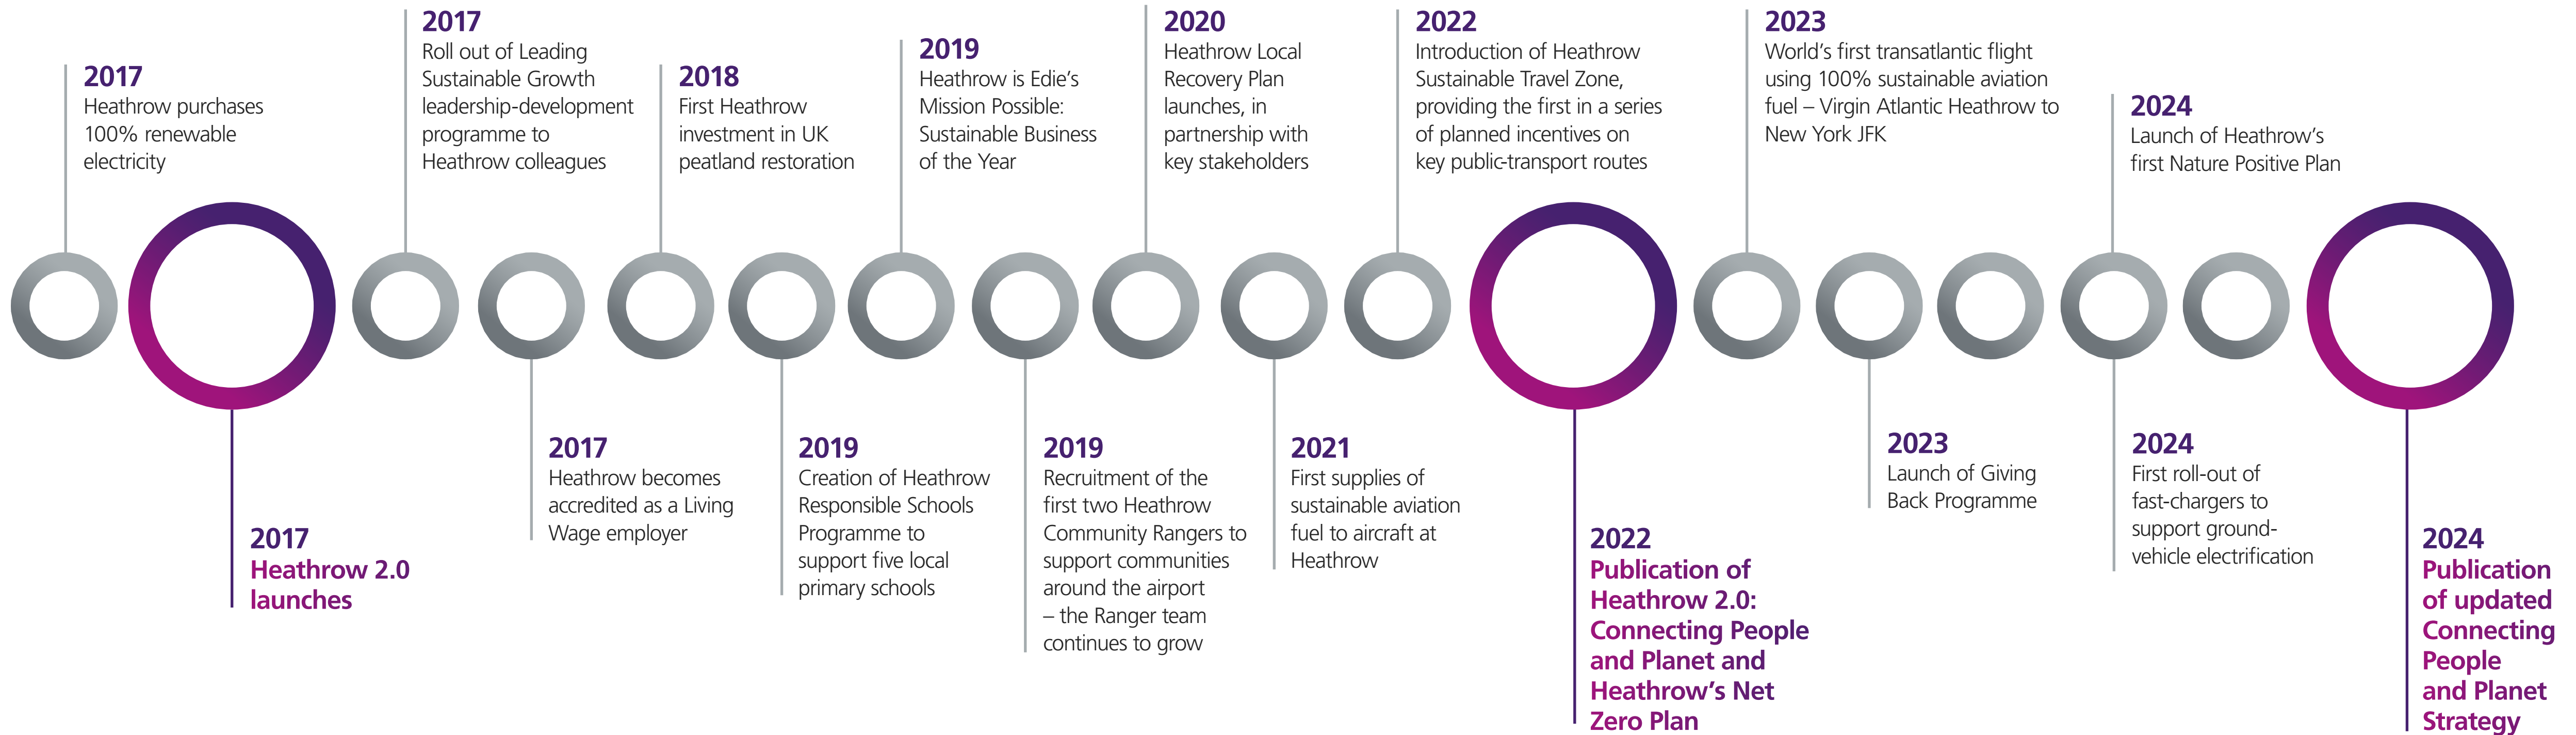 2017
Heathrow purchases
100% renewable
electricity
2017
Heathrow 2.0
launches
2017
Roll out of Leading
Sustainable Growth
leadership-development
programme to
Heathrow colleagues
2017
Heathrow becomes
accredited as a Living
Wage employer
2018
First Heathrow
investment in UK
peatland restoration
2019
Creation of Heathrow
Responsible Schools
Programme to
support five local
primary schools
2019
Heathrow is Edie’s
Mission Possible:
Sustainable Business
of the Year
2019
Recruitment of the
first two Heathrow
Community Rangers to
support communities
around the airport
– the Ranger team
continues to grow
2020
Heathrow Local
Recovery Plan
launches, in
partnership with
key stakeholders
2021
First supplies of
sustainable aviation
fuel to aircraft at
Heathrow
2022
Introduction of Heathrow
Sustainable Travel Zone,
providing the first in a series
of planned incentives on
key public-transport routes
2022
Publication of
Heathrow 2.0:
Connecting People
and Planet and
Heathrow’s Net
Zero Plan
2023
World’s first transatlantic flight
using 100% sustainable aviation
fuel – Virgin Atlantic Heathrow to
New York JFK
2023
Launch of Giving
Back Programme
2024
Launch of Heathrow’s
first Nature Positive Plan
2024
First roll-out of
fast-chargers to
support ground-
vehicle electrification
2024
Publication
of updated
Connecting
People
and Planet
Strategy